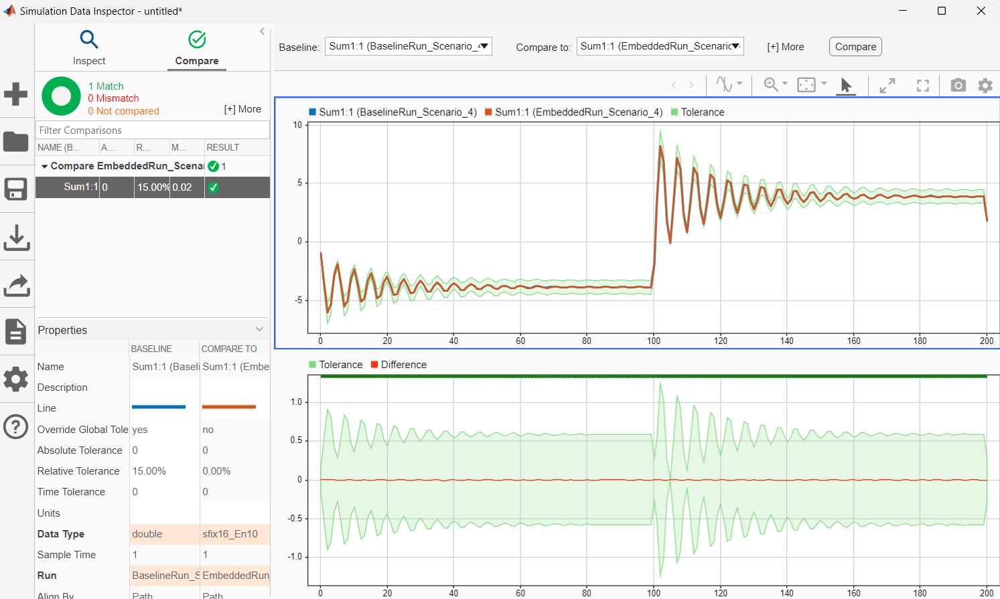 Simulation Data Inspector - untitled*
Inspect
Compare
Baseline: Sum1:1 (BaselineRun_Scenario_4
Compare to: Sum1:1 (EmbeddedRun_Scenaric
[+] More
Compare
1 Match
0 Mismatch
0 Not compared
[+] More
Filter Comparisons
NAME (B... A... R... M... RESULT
Compare EmbeddedRun_Scenar 1
Sum1:1 0 15.00% 0.02
Properties
BASELINE COMPARE TO
Name Sum1:1 (Baseli Sum1:1 (Embe
Description
Line
Override Global Tole yes no
Absolute Tolerance 0 0
Relative Tolerance 15.00% 0.00%
Time Tolerance 0 0
Units
Data Type double sfix16_En10
Sample Time 1 1
Run BaselineRun_S EmbeddedRun_
Align By Path Path
Sum1:1 (BaselineRun_Scenario_4) Sum1:1 (EmbeddedRun_Scenario_4) Tolerance
10
5
0
-5
0 20 40 60 80 100 120 140 160 180 200
Tolerance Difference
1.0
0.5
0
-0.5
-1.0
0 20 40 60 80 100 120 140 160 180 200